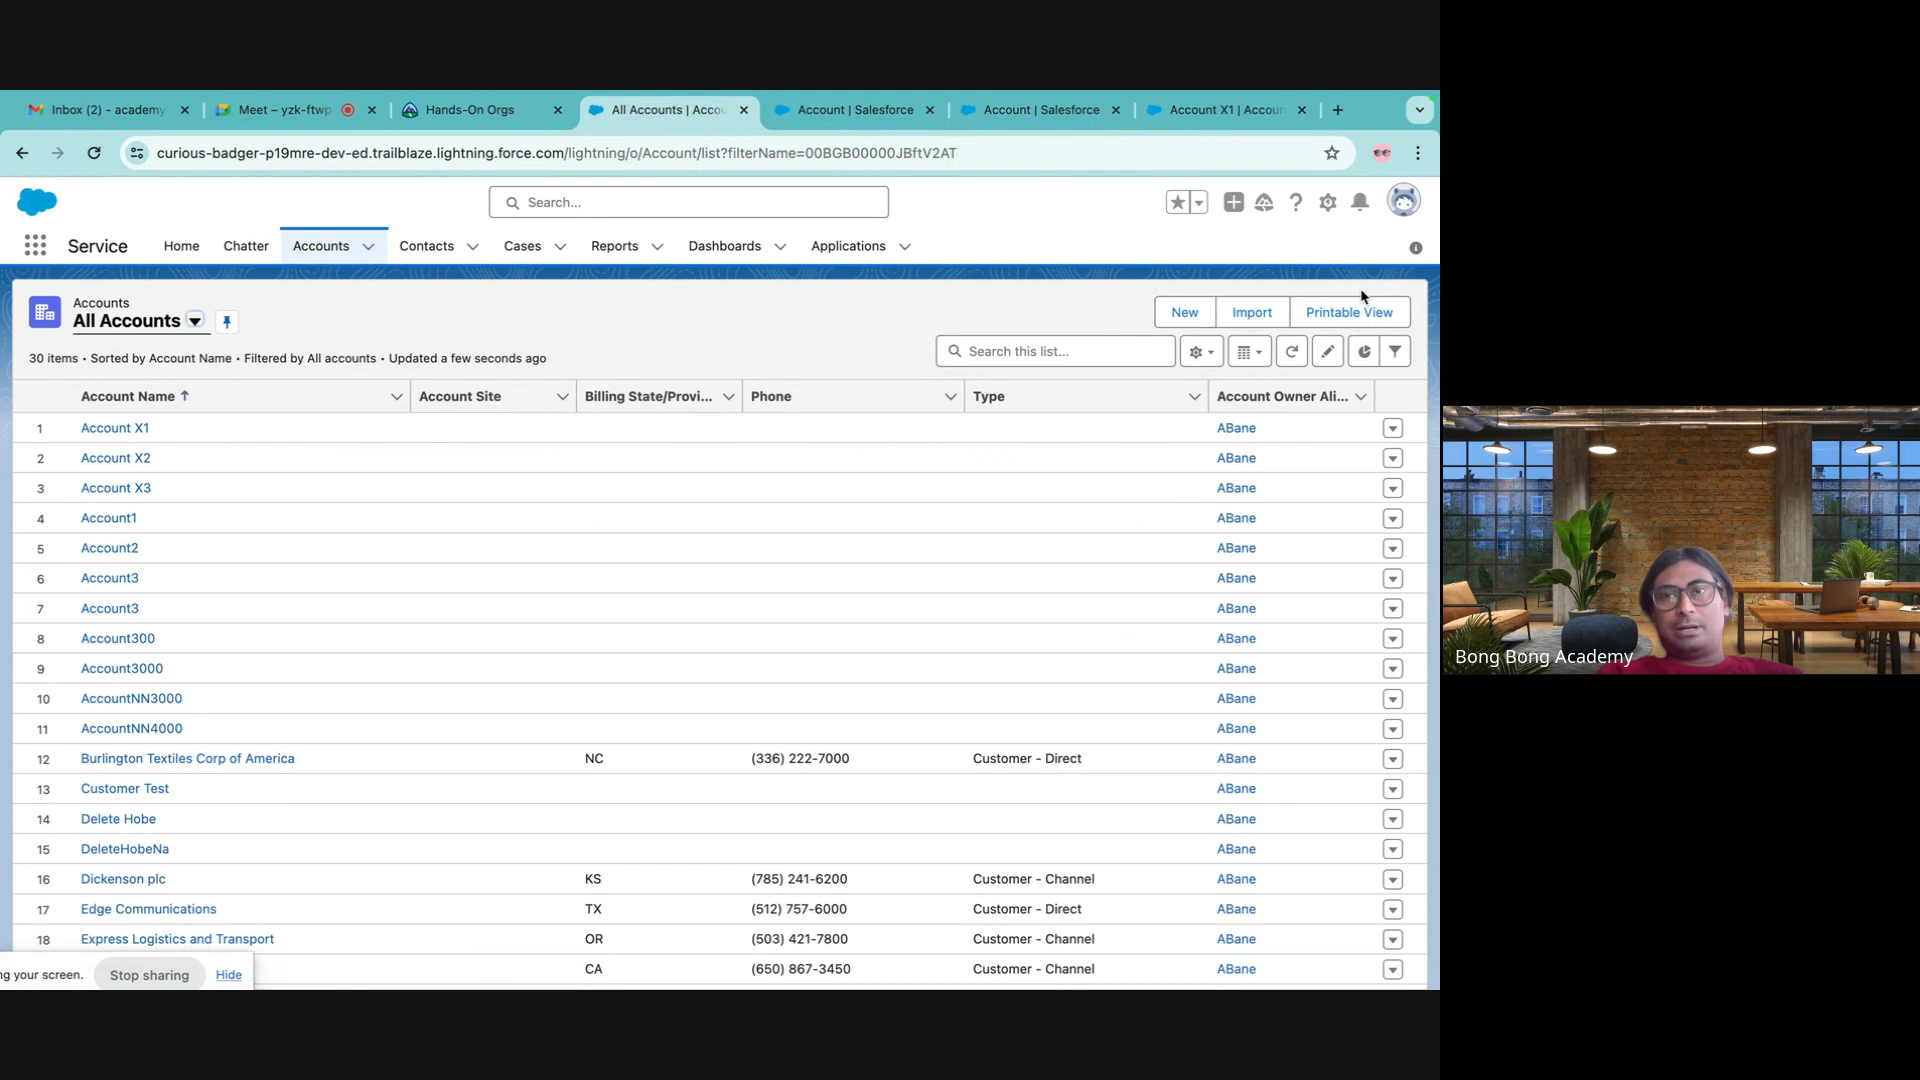 Inbox (2) - academy
Meet – yzk-ftwp
Hands-On Orgs
All Accounts | Accou
Account | Salesforce
Account | Salesforce
Account X1 | Accoun
curious-badger-p19mre-dev-ed.trailblaze.lightning.force.com/lightning/o/Account/list?filterName=00BGB00000JBftV2AT
Search...
Service
Home
Chatter
Accounts
Contacts
Cases
Reports
Dashboards
Applications
Accounts
All Accounts
New
Import
Printable View
30 items • Sorted by Account Name • Filtered by All accounts • Updated a few seconds ago
Search this list...
Account Name
Account Site
Billing State/Provi...
Phone
Type
Account Owner Ali...
1 Account X1 ABane
2 Account X2 ABane
3 Account X3 ABane
4 Account1 ABane
5 Account2 ABane
6 Account3 ABane
7 Account3 ABane
8 Account300 ABane
9 Account3000 ABane
10 AccountNN3000 ABane
11 AccountNN4000 ABane
12 Burlington Textiles Corp of America NC (336) 222-7000 Customer - Direct ABane
13 Customer Test ABane
14 Delete Hobe ABane
15 DeleteHobeNa ABane
16 Dickenson plc KS (785) 241-6200 Customer - Channel ABane
17 Edge Communications TX (512) 757-6000 Customer - Direct ABane
18 Express Logistics and Transport OR (503) 421-7800 Customer - Channel ABane
CA (650) 867-3450 Customer - Channel ABane
ng your screen.
Stop sharing
Hide
Bong Bong Academy